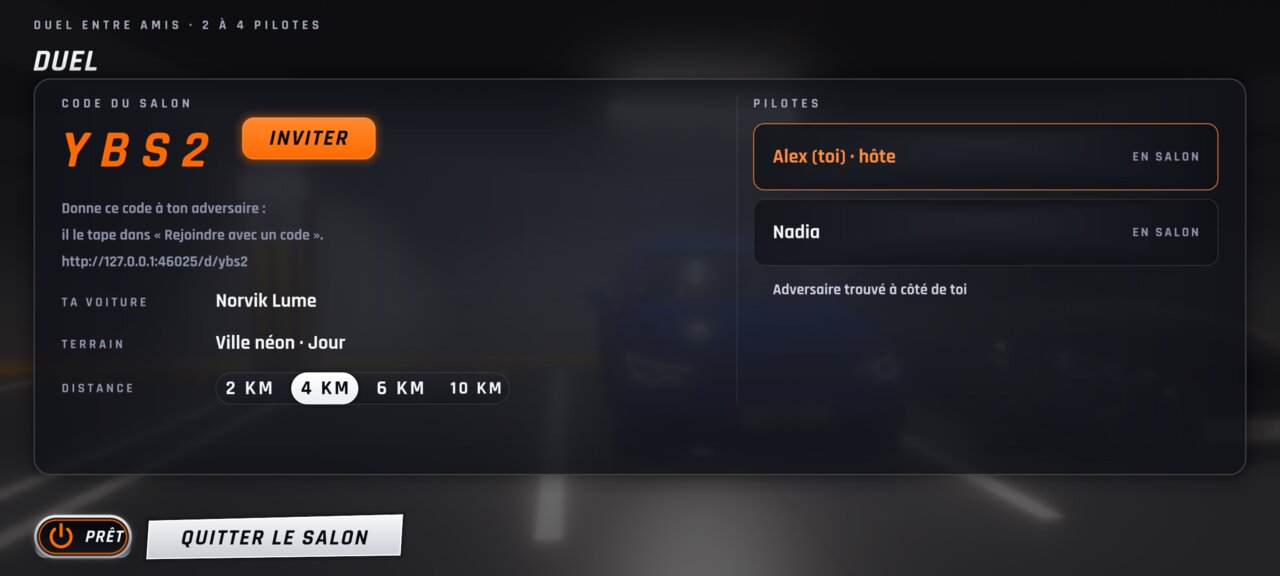 DUEL ENTRE AMIS · 2 À 4 PILOTES
DUEL
CODE DU SALON
YBS2
INVITER
Donne ce code à ton adversaire :
il le tape dans « Rejoindre avec un code ».
http://127.0.0.1:46025/d/ybs2
TA VOITURE Norvik Lume
TERRAIN Ville néon · Jour
DISTANCE 2 KM 4 KM 6 KM 10 KM
PILOTES
Alex (toi) · hôte EN SALON
Nadia EN SALON
Adversaire trouvé à côté de toi
PRÊT
QUITTER LE SALON